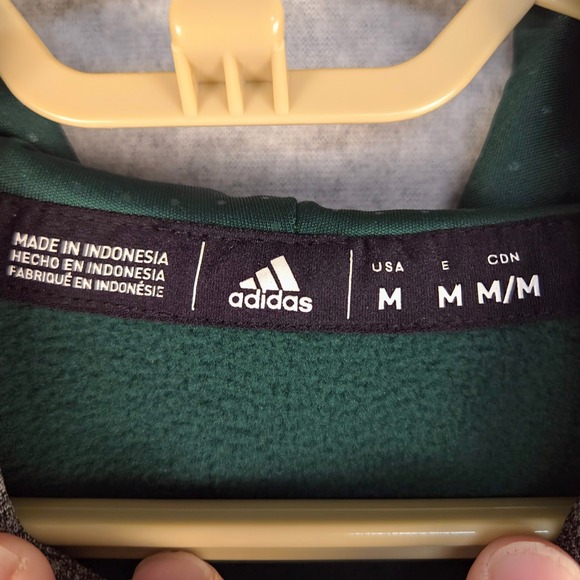 MADE IN INDONESIA
HECHO EN INDONESIA
FABRIQUÉ EN INDONÉSIE
adidas
USA E CDN
M M M/M